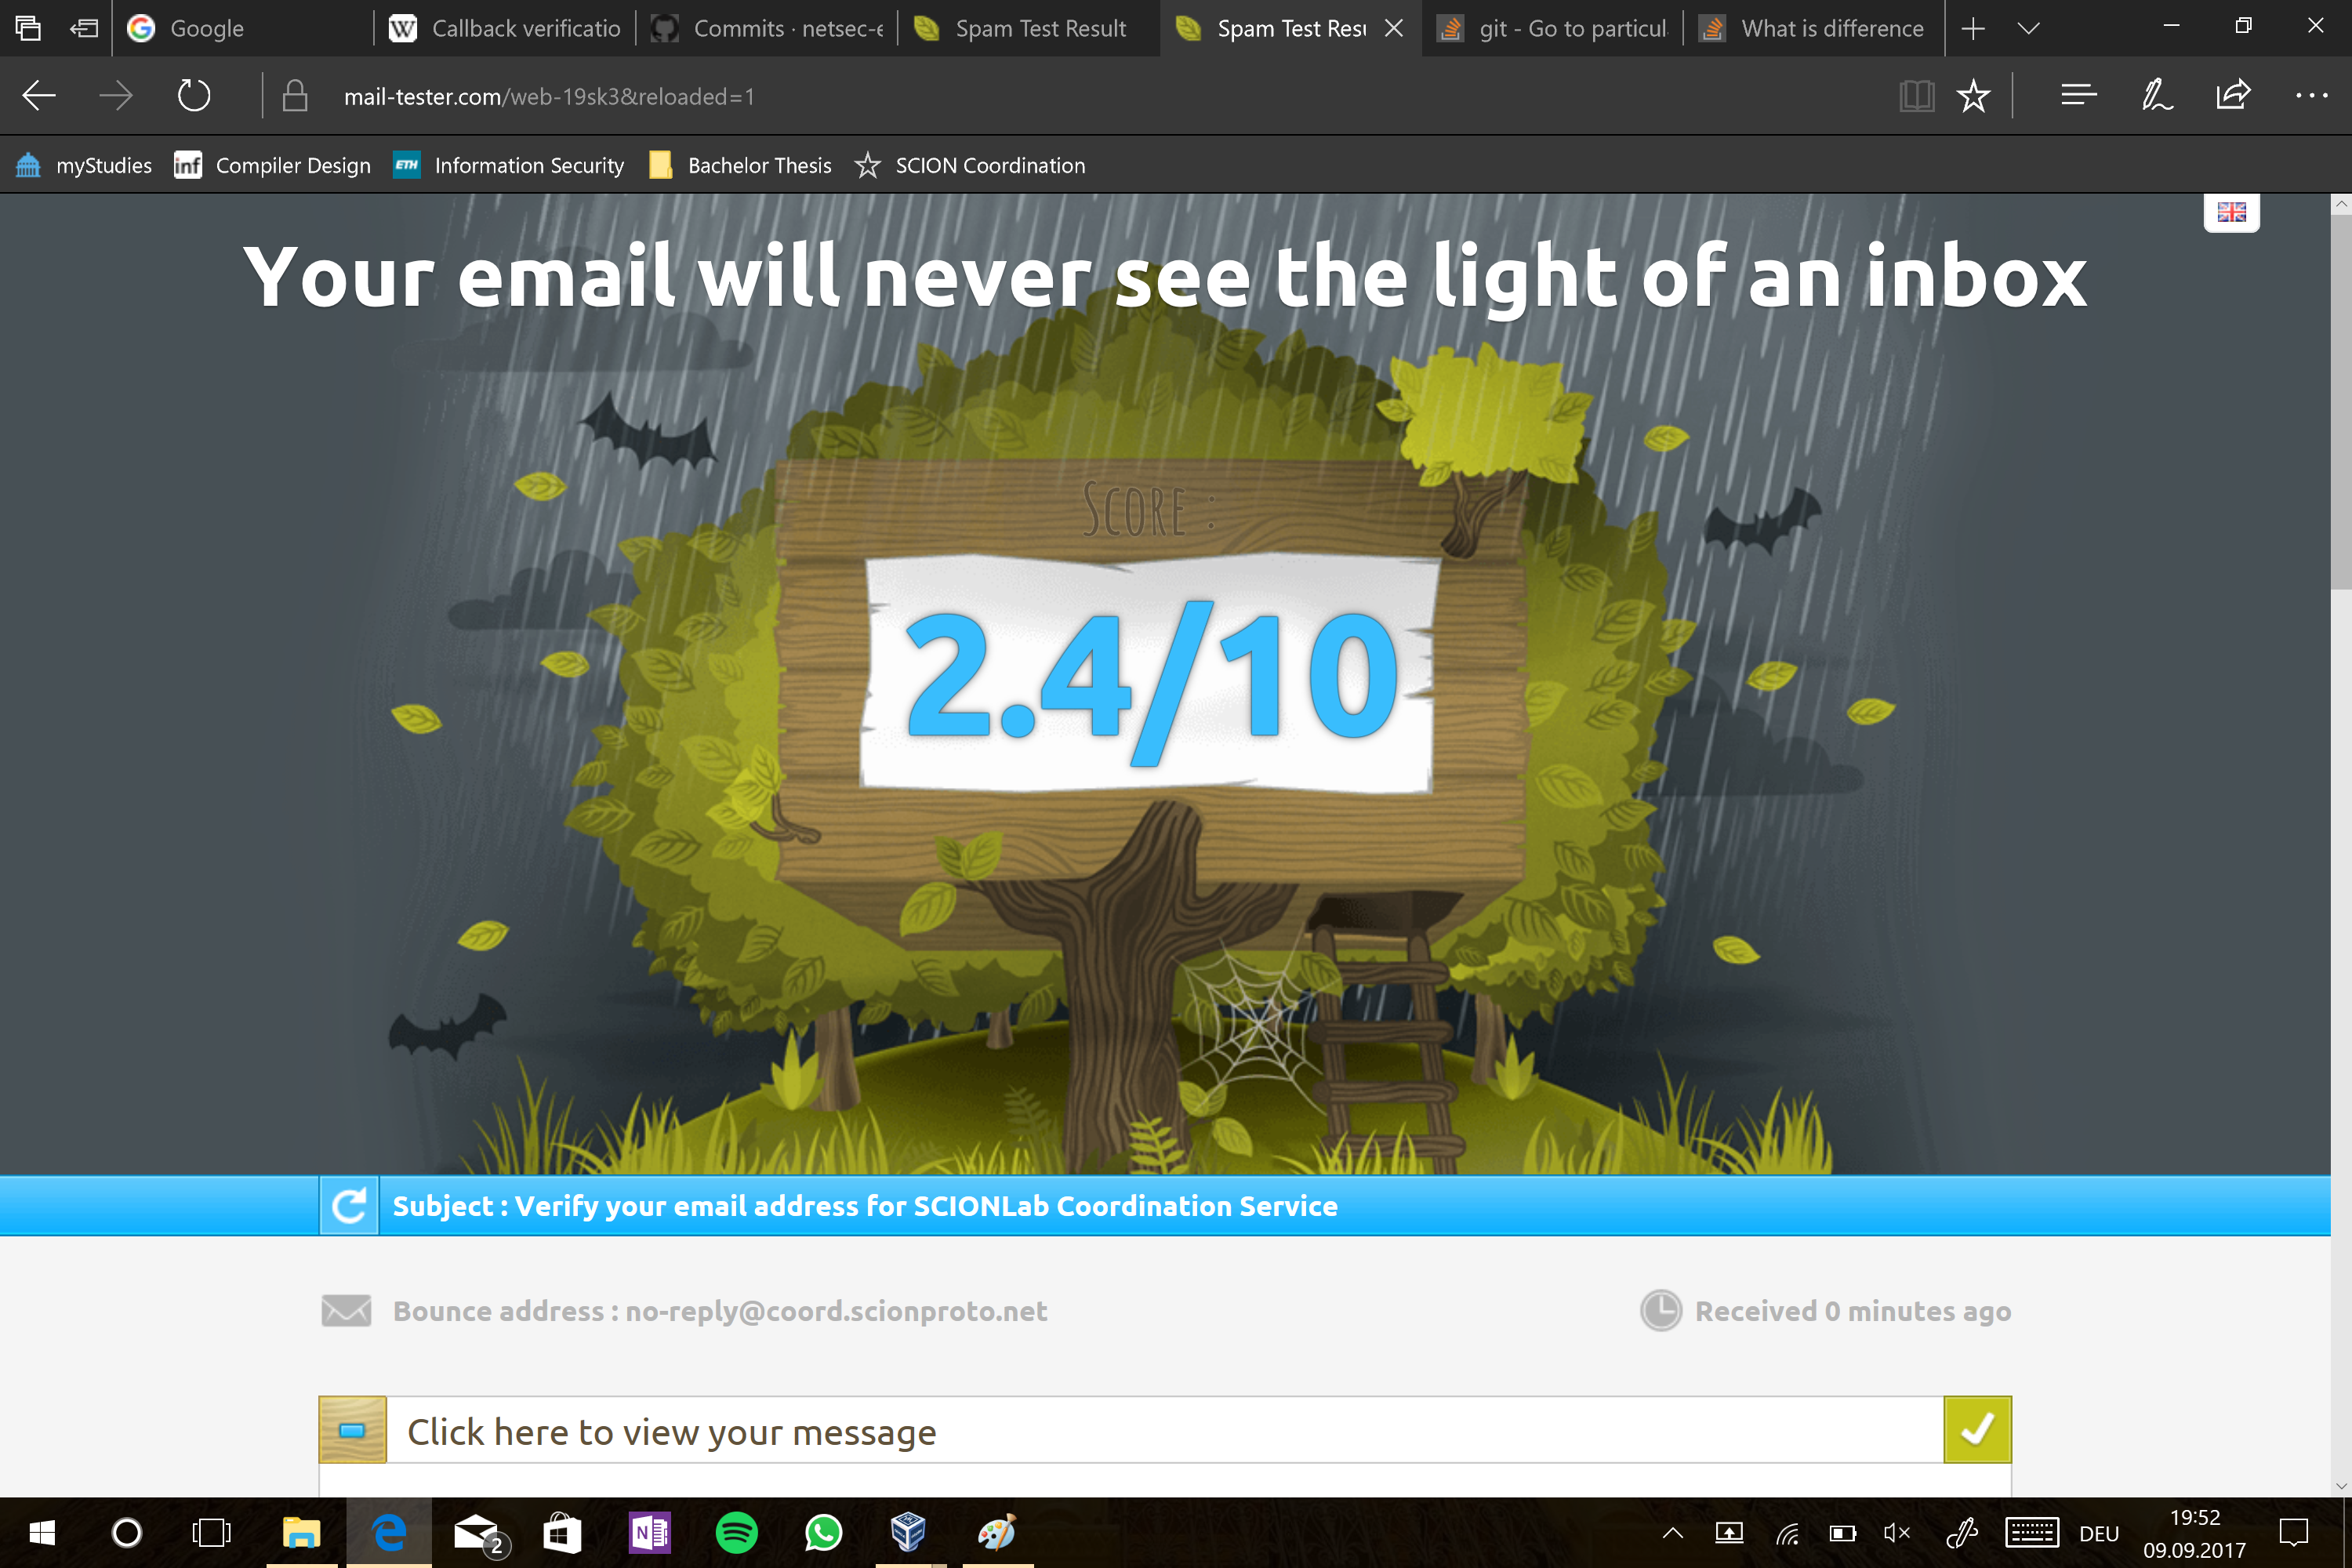 Google
Callback verificatio
Commits · netsec-e
Spam Test Result
Spam Test Resu
git - Go to particul
What is difference
mail-tester.com/web-19sk3&reloaded=1
myStudies
inf
Compiler Design
ETH
Information Security
Bachelor Thesis
SCION Coordination
Your email will never see the light of an inbox
Score :
2.4/10
Subject : Verify your email address for SCIONLab Coordination Service
Bounce address : no-reply@coord.scionproto.net
Received 0 minutes ago
Click here to view your message
2
N
DEU
19:52
09.09.2017